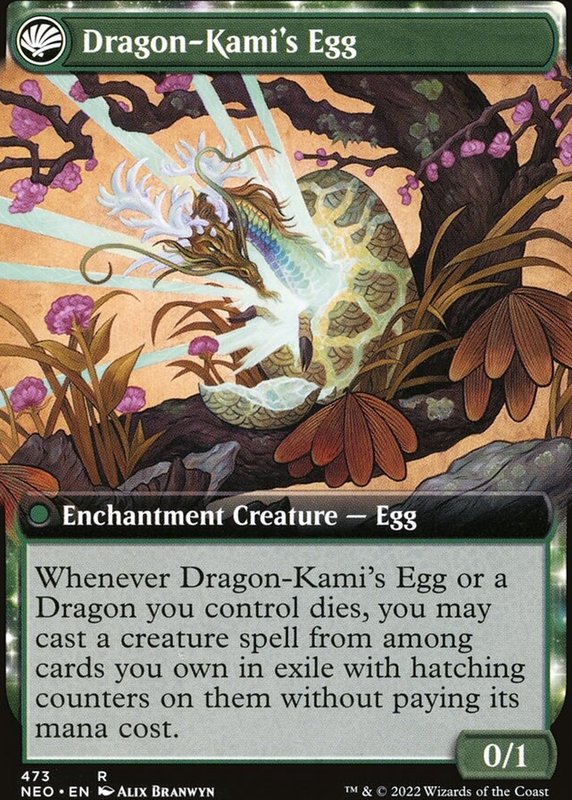 Dragon-Kami's Egg
Enchantment Creature — Egg
Whenever Dragon-Kami's Egg or a
Dragon you control dies, you may
cast a creature spell from among
cards you own in exile with hatching
counters on them without paying its
mana cost.
0/1
473 R
NEO • EN Alix Branwyn
™ & © 2022 Wizards of the Coast